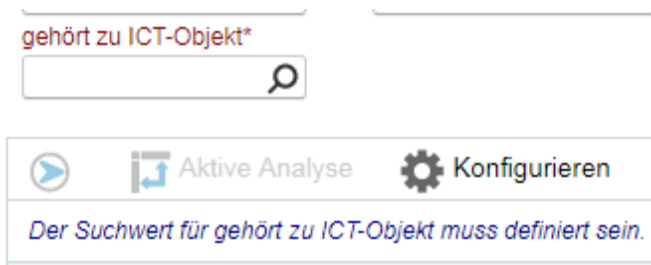 gehört zu ICT-Objekt*
Aktive Analyse Konfigurieren
Der Suchwert für gehört zu ICT-Objekt muss definiert sein.